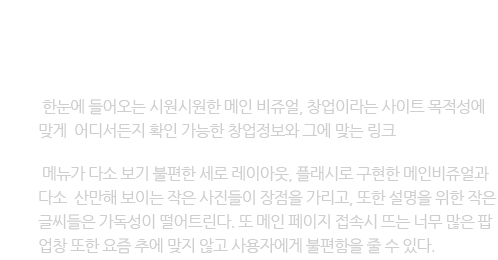 한눈에 들어오는 시원시원한 메인 비쥬얼, 창업이라는 사이트 목적성에
맞게 어디서든지 확인 가능한 창업정보와 그에 맞는 링크
메뉴가 다소 보기 불편한 세로 레이아웃, 플래시로 구현한 메인비쥬얼과
다소 산만해 보이는 작은 사진들이 장점을 가리고, 또한 설명을 위한 작은
글씨들은 가독성이 떨어트린다. 또 메인 페이지 접속시 뜨는 너무 많은 팝
업창 또한 요즘 추에 맞지 않고 사용자에게 불편함을 줄 수 있다.